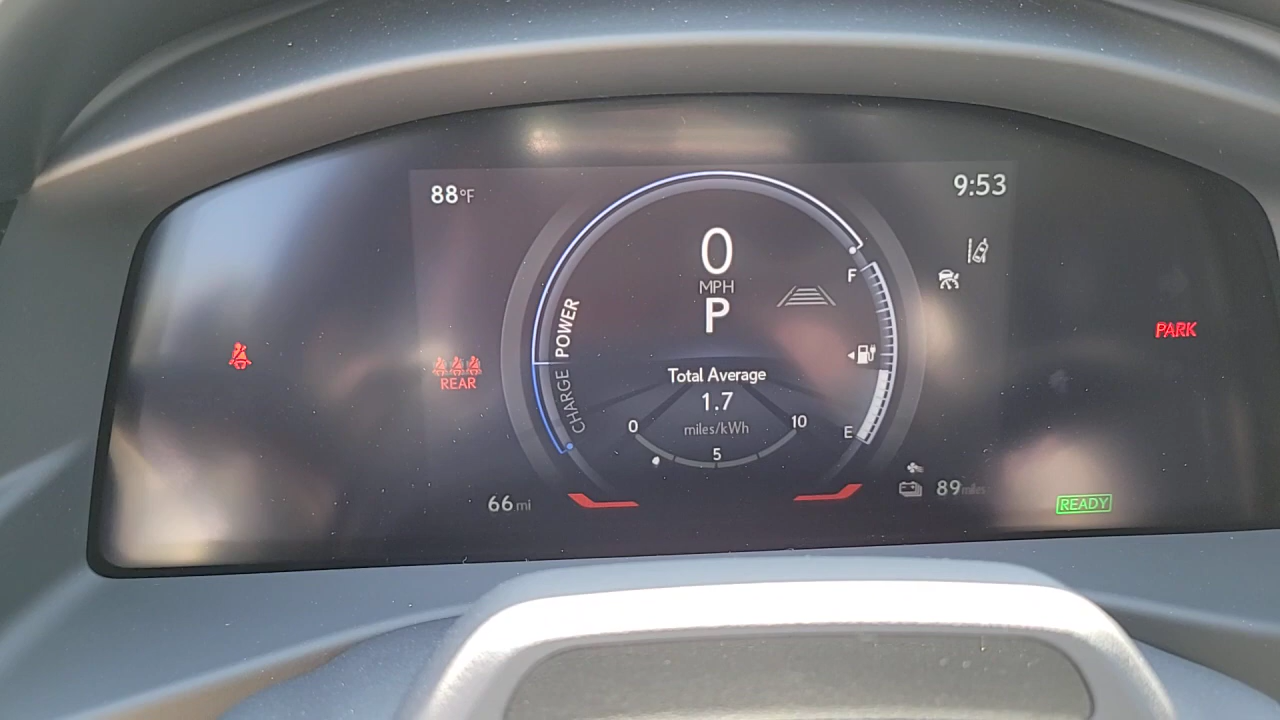 88°F
9:53
0
MPH
P
F
POWER
CHARGE
REAR
PARK
Total Average
1.7
miles/kWh
0
5
10
E
66 mi
89 miles
READY